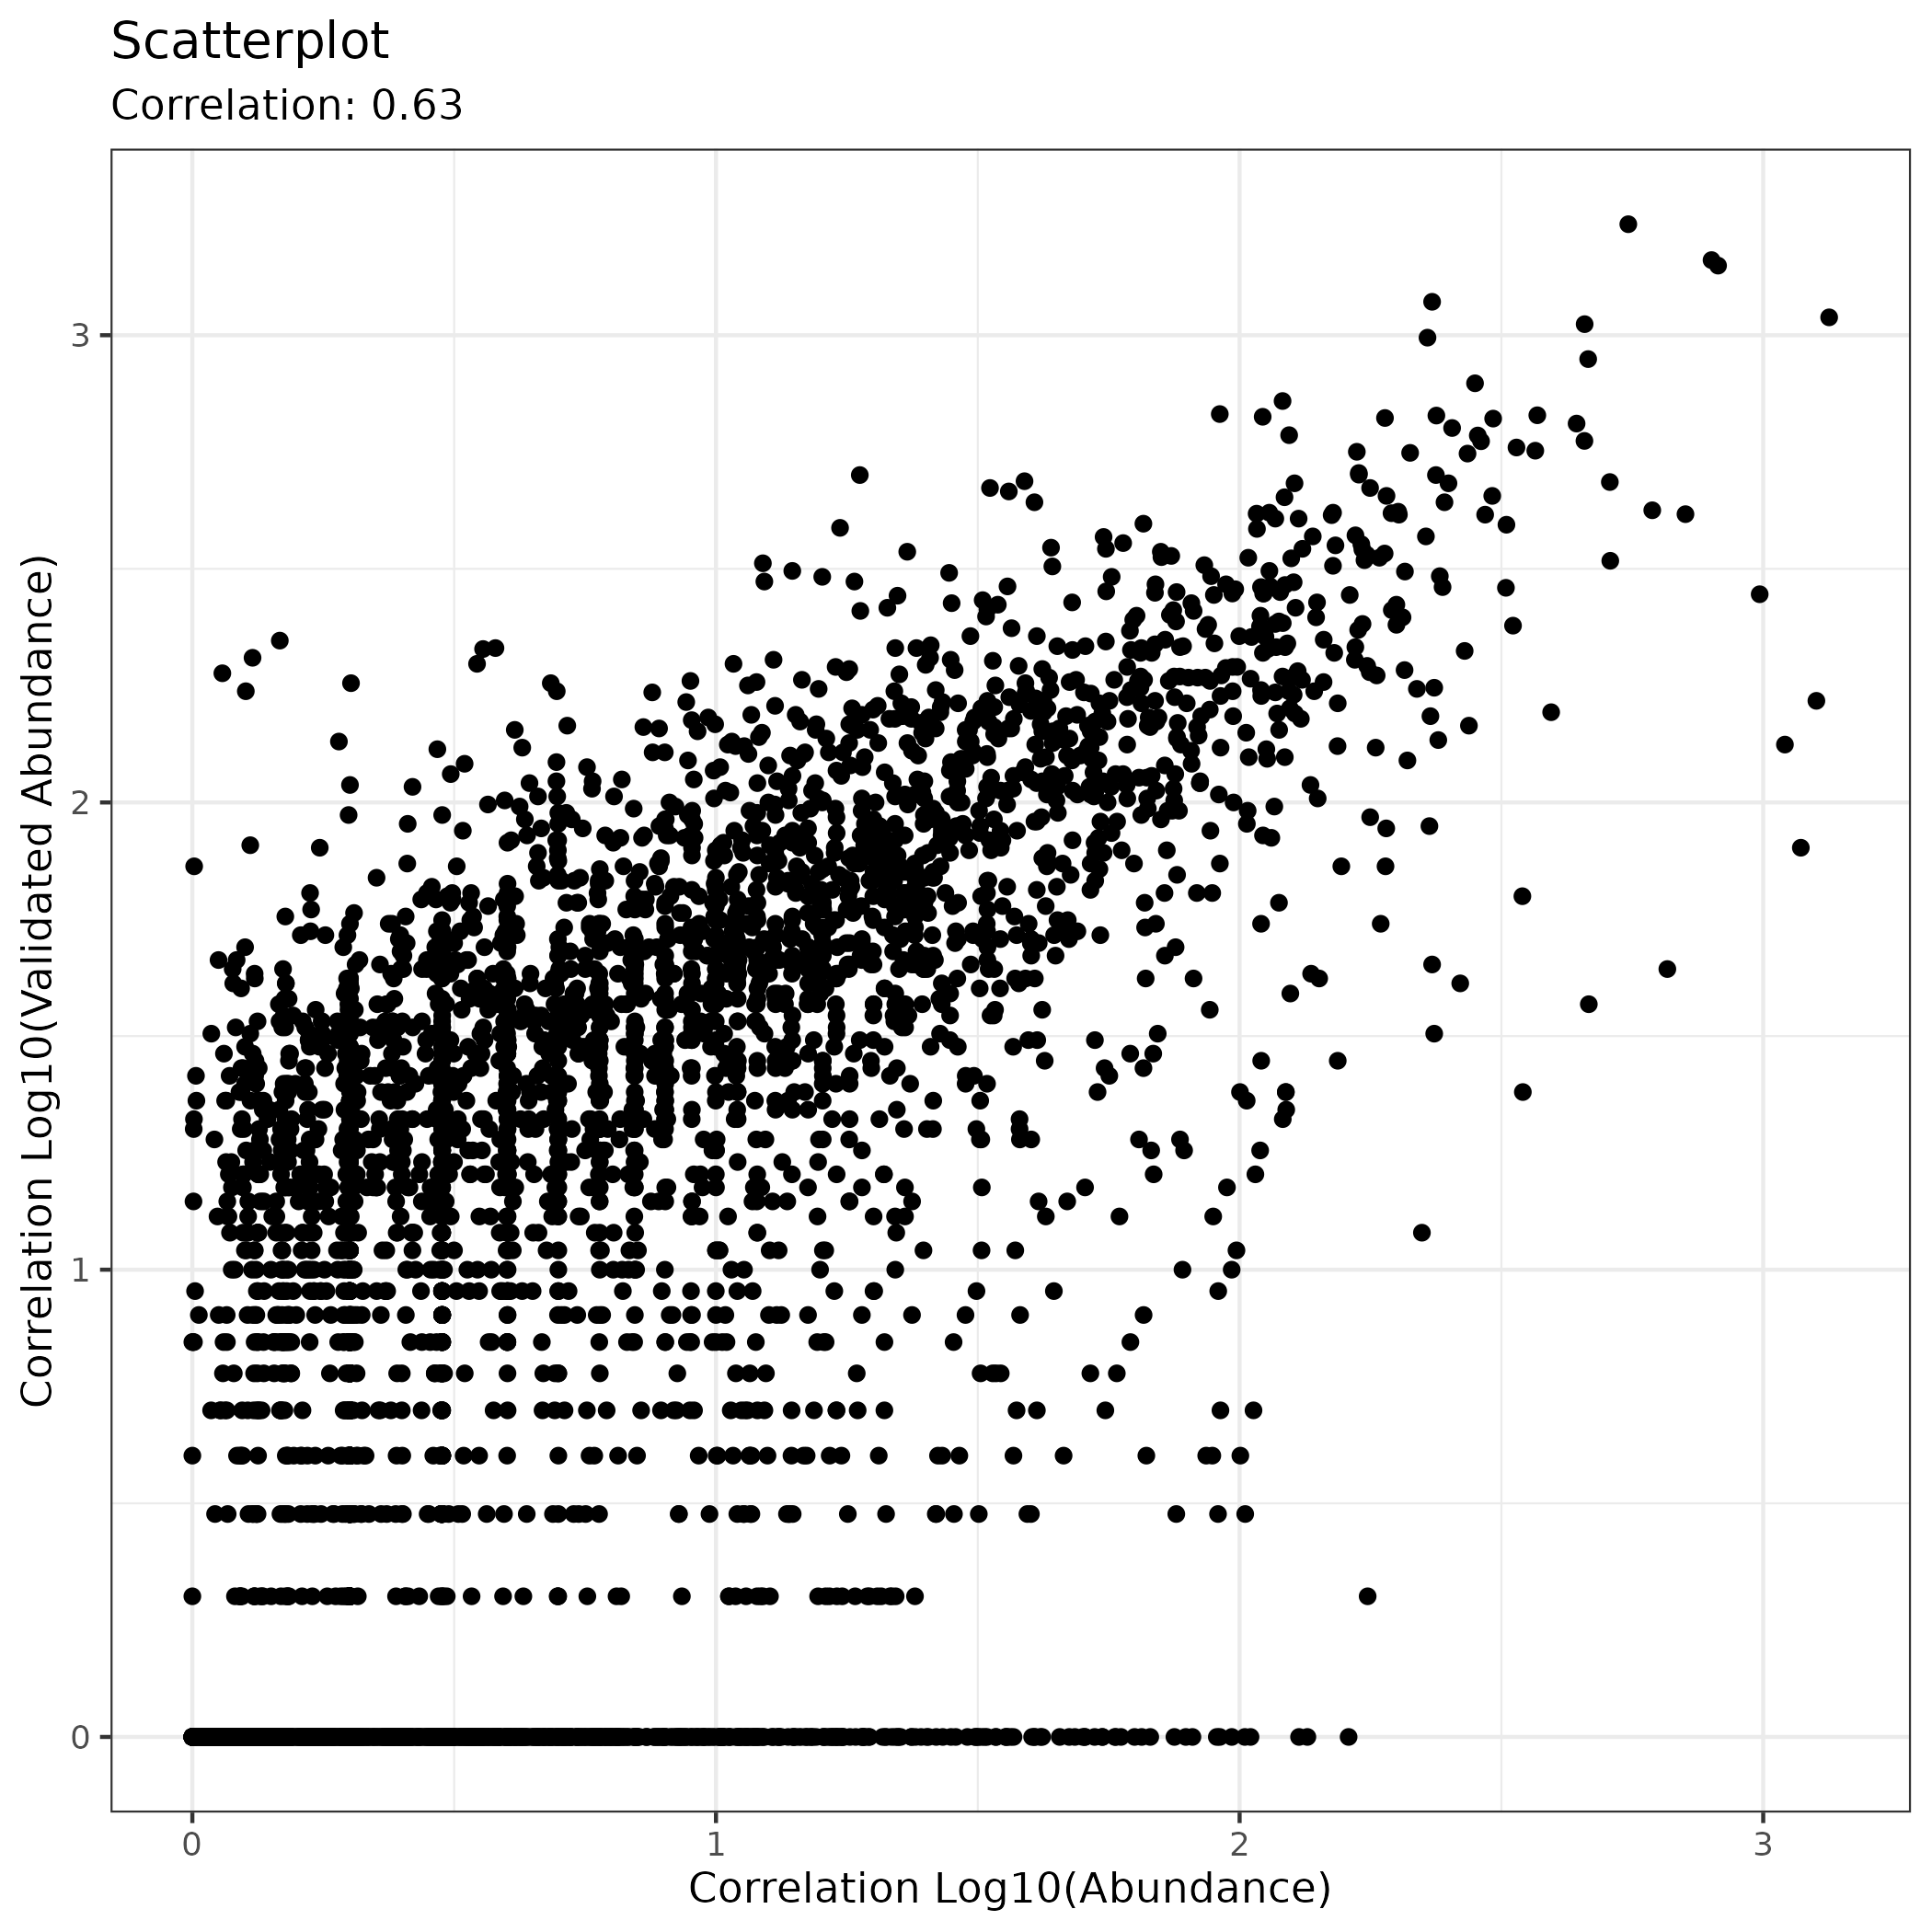 Scatterplot
Correlation: 0.63
Correlation Log10(Validated Abundance)
3
2
1
0
0 1 2 3
Correlation Log10(Abundance)